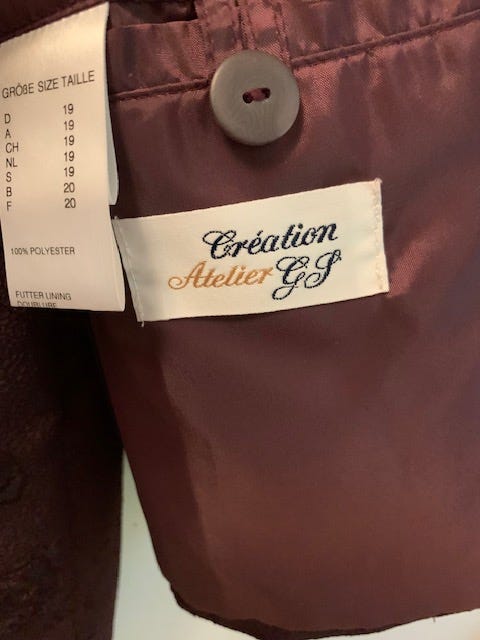 GRÖßE SIZE TAILLE
D 19
A 19
CH 19
NL 19
S 19
B 20
F 20
100% POLYESTER
FUTTER LINING
DOUBLURE
Création
Atelier GS